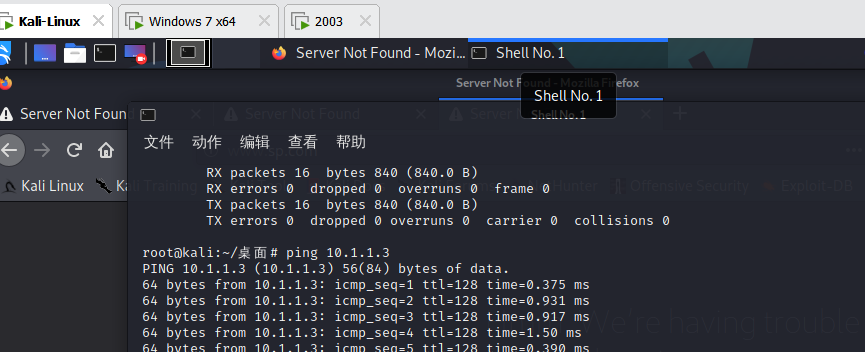 Kali-Linux
Windows 7 x64
2003
Server Not Found - Mozi...
Shell No. 1
Server Not Found - Mozilla Firefox
Shell No. 1
Server Not Found
Server Not Found
Shell No. 1
文件 动作 编辑 查看 帮助
Kali Linux
Kali Training
Hunter
Offensive Security
Exploit-DB
RX packets 16 bytes 840 (840.0 B)
RX errors 0 dropped 0 overruns 0 frame 0
TX packets 16 bytes 840 (840.0 B)
TX errors 0 dropped 0 overruns 0 carrier 0 collisions 0
root@kali:~/桌面# ping 10.1.1.3
PING 10.1.1.3 (10.1.1.3) 56(84) bytes of data.
64 bytes from 10.1.1.3: icmp_seq=1 ttl=128 time=0.375 ms
64 bytes from 10.1.1.3: icmp_seq=2 ttl=128 time=0.931 ms
64 bytes from 10.1.1.3: icmp_seq=3 ttl=128 time=0.917 ms
64 bytes from 10.1.1.3: icmp_seq=4 ttl=128 time=1.50 ms
64 bytes from 10.1.1.3: icmp_seq=5 ttl=128 time=0.390 ms
We're having trouble